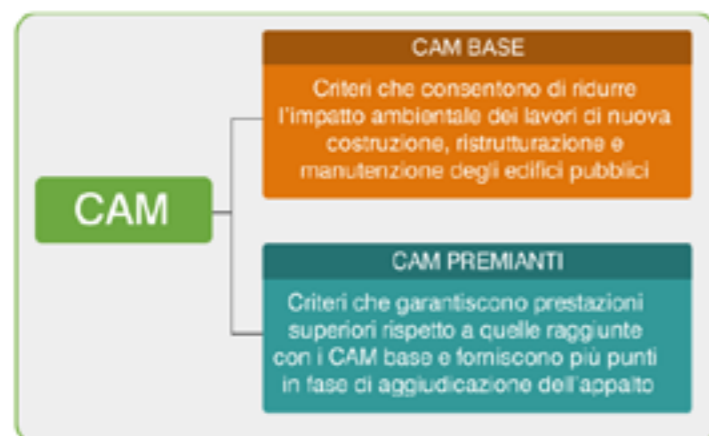 CAM
CAM BASE
Criteri che consentono di ridurre
l'impatto ambientale dei lavori di nuova
costruzione, ristrutturazione e
manutenzione degli edifici pubblici
CAM PREMIANTI
Criteri che garantiscono prestazioni
superiori rispetto a quelle raggiunte
con i CAM base e forniscono più punti
in fase di aggiudicazione dell'appalto